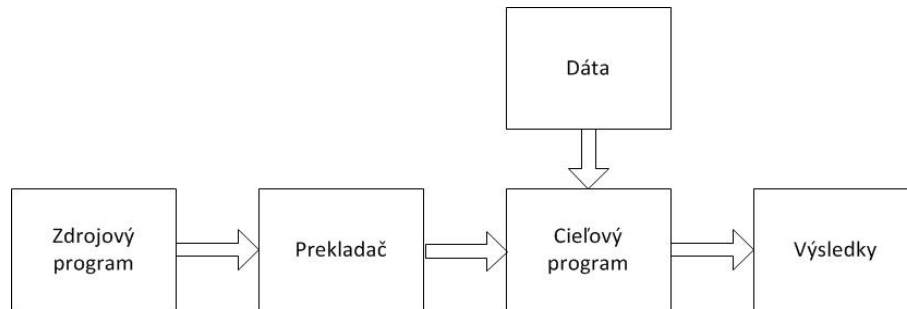 Dáta
Zdrojový
program
Prekladač
Cieľový
program
Výsledky